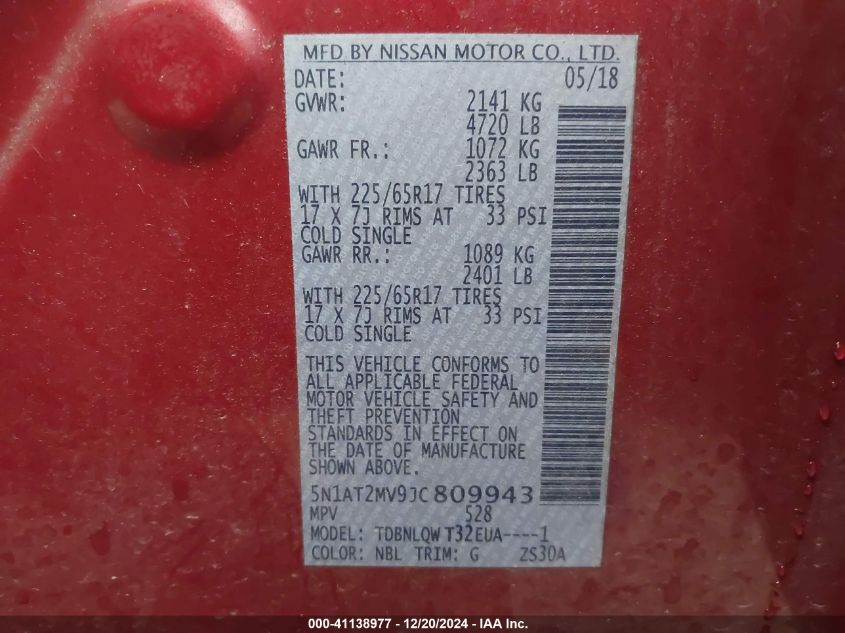 MFD BY NISSAN MOTOR CO., LTD.
DATE: 05/18
GVWR: 2141 KG
4720 LB
GAWR FR.: 1072 KG
2363 LB
WITH 225/65R17 TIRES
17 X 7J RIMS AT 33 PSI
COLD SINGLE
GAWR RR.: 1089 KG
2401 LB
WITH 225/65R17 TIRES
17 X 7J RIMS AT 33 PSI
COLD SINGLE
THIS VEHICLE CONFORMS TO
ALL APPLICABLE FEDERAL
MOTOR VEHICLE SAFETY AND
THEFT PREVENTION
STANDARDS IN EFFECT ON
THE DATE OF MANUFACTURE
SHOWN ABOVE.
5N1AT2MV9JC809943
MPV 528
MODEL: TDBNLQW T32EUA----1
COLOR: NBL TRIM: G ZS30A
000-41138977 - 12/20/2024 - IAA Inc.